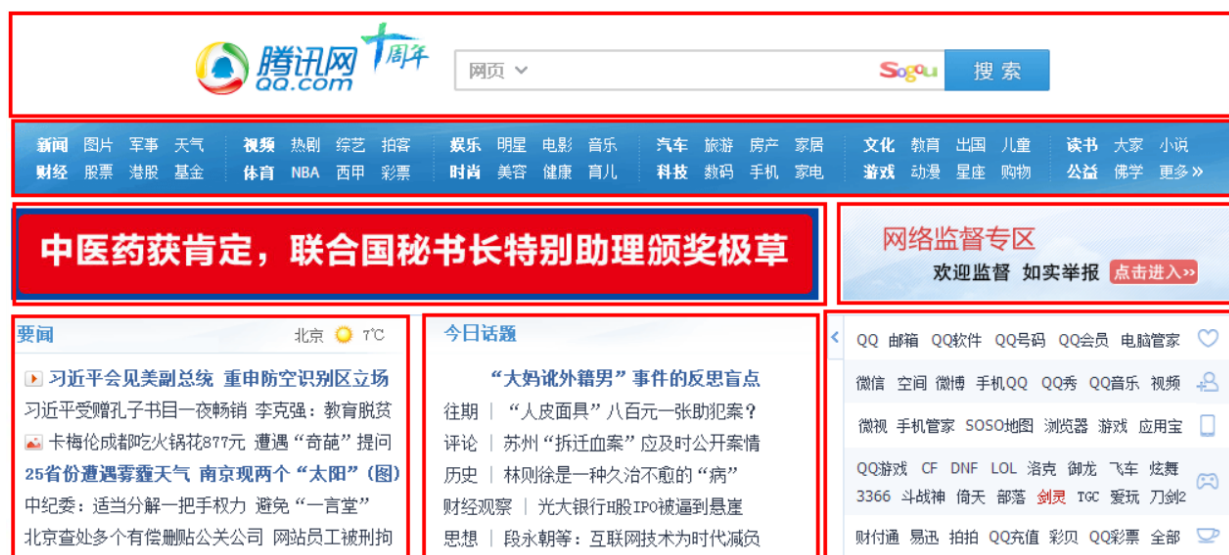 腾讯网 十周年
QQ.com
网页 Sogou 搜索
新闻 图片 军事 天气 视频 热剧 综艺 拍客 娱乐 明星 电影 音乐 汽车 旅游 房产 家居 文化 教育 出国 儿童 读书 大家 小说
财经 股票 港股 基金 体育 NBA 西甲 彩票 时尚 美容 健康 育儿 科技 数码 手机 家电 游戏 动漫 星座 购物 公益 佛学 更多»
中医药获肯定，联合国秘书长特别助理颁奖极草
网络监督专区
欢迎监督 如实举报 点击进入»
要闻 北京 7℃
习近平会见美副总统 重申防空识别区立场
习近平受赠孔子书目一夜畅销 李克强：教育脱贫
卡梅伦成都吃火锅花877元 遭遇“奇葩”提问
25省份遭遇雾霾天气 南京现两个“太阳”(图)
中纪委：适当分解一把手权力 避免“一言堂”
北京查处多个有偿删贴公关公司 网站员工被刑拘
今日话题
“大妈讹外籍男”事件的反思盲点
往期｜“人皮面具”八百元一张助犯案？
评论｜苏州“拆迁血案”应及时公开案情
历史｜林则徐是一种久治不愈的“病”
财经观察｜光大银行H股IPO被逼到悬崖
思想｜段永朝等：互联网技术为时代减负
QQ 邮箱 QQ软件 QQ号码 QQ会员 电脑管家
微信 空间 微博 手机QQ QQ秀 QQ音乐 视频
微视 手机管家 SOSO地图 浏览器 游戏 应用宝
QQ游戏 CF DNF LOL 洛克 御龙 飞车 炫舞
3366 斗战神 倚天 部落 剑灵 TGC 爱玩 刀剑2
财付通 易迅 拍拍 QQ充值 彩贝 QQ彩票 全部